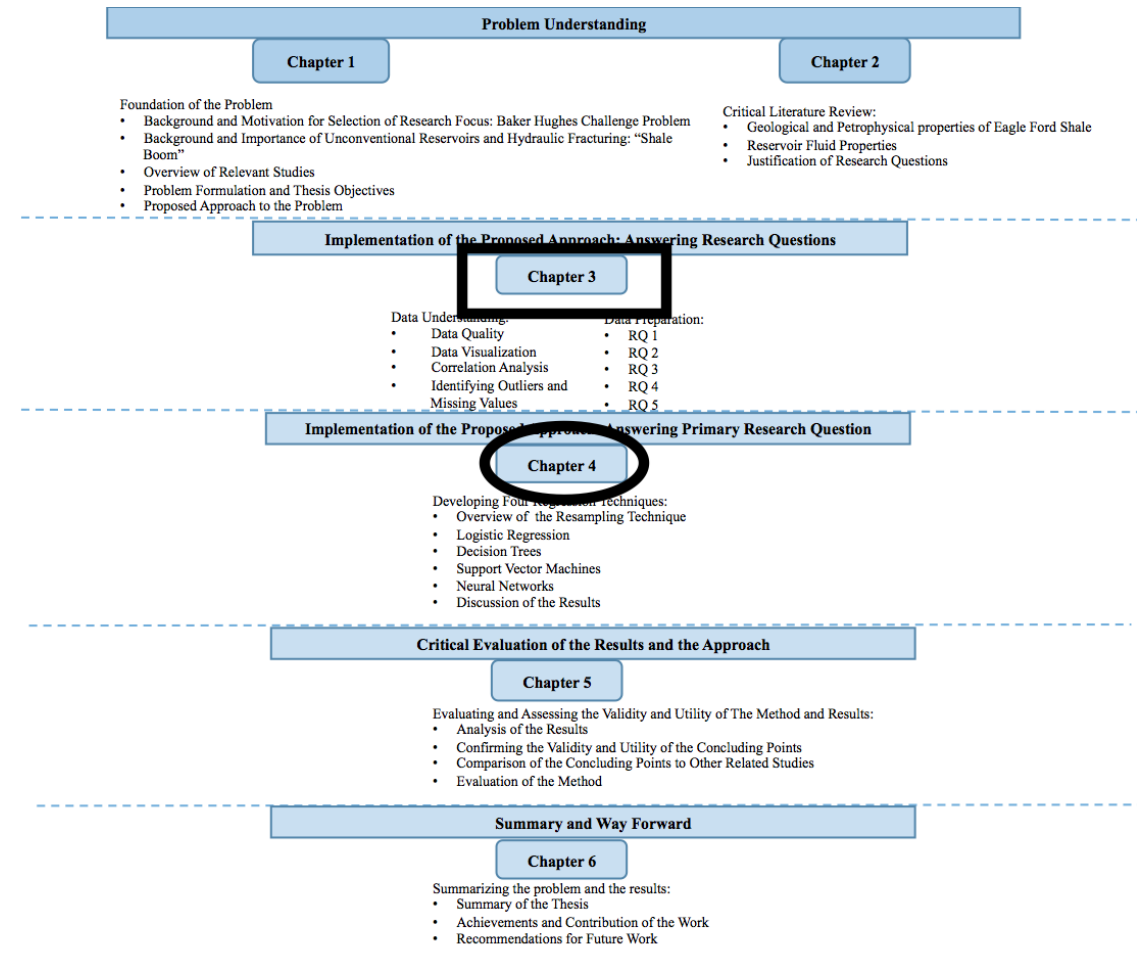 Problem Understanding
Chapter 1
Chapter 2
Foundation of the Problem
• Background and Motivation for Selection of Research Focus: Baker Hughes Challenge Problem
• Background and Importance of Unconventional Reservoirs and Hydraulic Fracturing: “Shale
Boom”
• Overview of Relevant Studies
• Problem Formulation and Thesis Objectives
• Proposed Approach to the Problem
Critical Literature Review:
• Geological and Petrophysical properties of Eagle Ford Shale
• Reservoir Fluid Properties
• Justification of Research Questions
Implementation of the Proposed Approach: Answering Research Questions
Chapter 3
Data Understanding:
• Data Quality
• Data Visualization
• Correlation Analysis
• Identifying Outliers and
Missing Values
Data Preparation:
• RQ 1
• RQ 2
• RQ 3
• RQ 4
• RQ 5
Implementation of the Proposed Approach: Answering Primary Research Question
Chapter 4
Developing Four Regression Techniques:
• Overview of the Resampling Technique
• Logistic Regression
• Decision Trees
• Support Vector Machines
• Neural Networks
• Discussion of the Results
Critical Evaluation of the Results and the Approach
Chapter 5
Evaluating and Assessing the Validity and Utility of The Method and Results:
• Analysis of the Results
• Confirming the Validity and Utility of the Concluding Points
• Comparison of the Concluding Points to Other Related Studies
• Evaluation of the Method
Summary and Way Forward
Chapter 6
Summarizing the problem and the results:
• Summary of the Thesis
• Achievements and Contribution of the Work
• Recommendations for Future Work